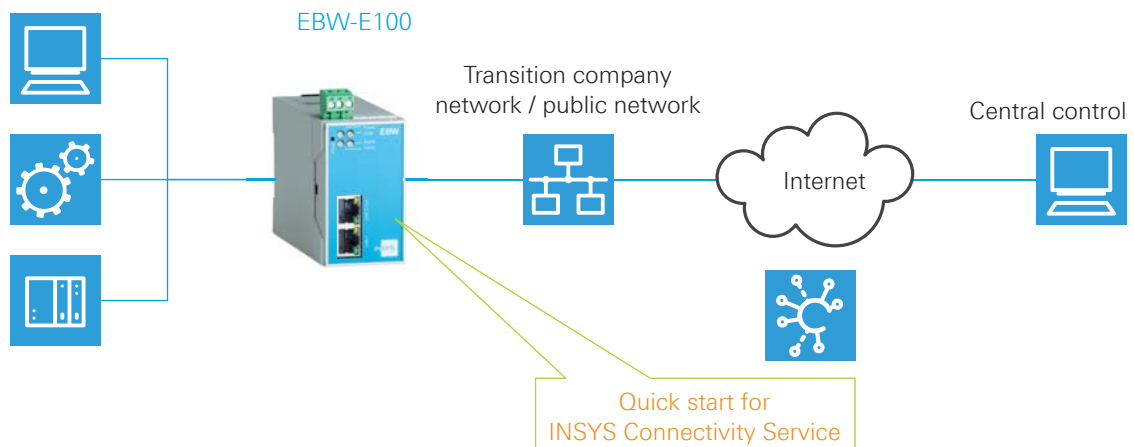 EBW-E100
Transition company
network / public network
Central control
Internet
EBW
Quick start for
INSYS Connectivity Service